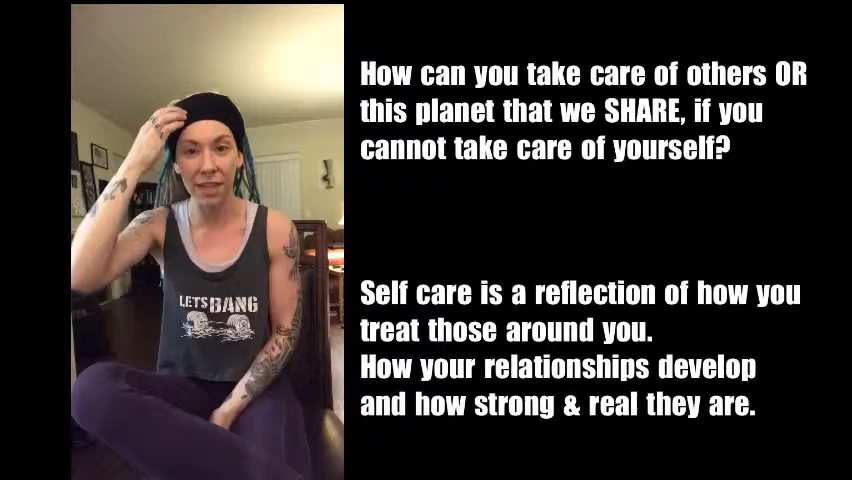 How can you take care of others OR
this planet that we SHARE, if you
cannot take care of yourself?
Self care is a reflection of how you
treat those around you.
How your relationships develop
and how strong & real they are.
LETS BANG